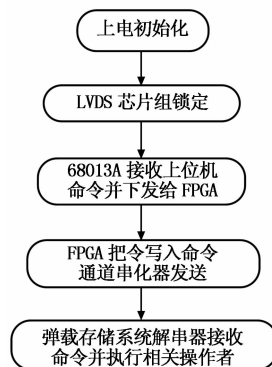 上电初始化
LVDS 芯片组锁定
68013A 接收上位机
命令并下发给 FPGA
FPGA 把令写入命令
通道串化器发送
弹载存储系统解串器接收
命令并执行相关操作者